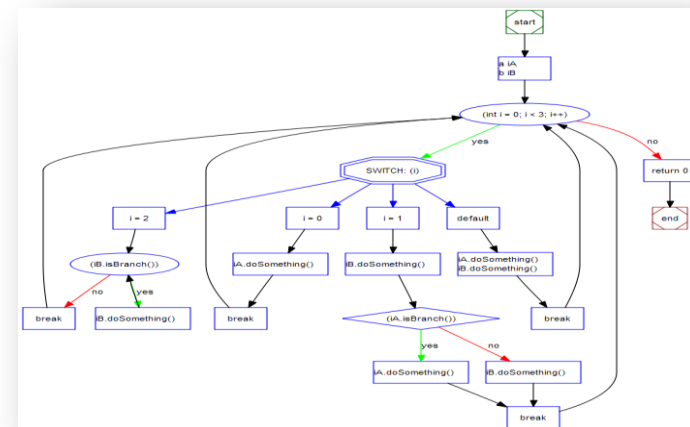 start
a iA
b iB
(int i = 0; i < 3; i++)
yes
no
SWITCH: (i)
return 0
i = 2
i = 0
i = 1
default
end
(iB.isBranch())
iA.doSomething()
iB.doSomething()
iA.doSomething()
iB.doSomething()
no
yes
break
iB.doSomething()
break
(iA.isBranch())
break
yes
no
iA.doSomething()
iB.doSomething()
break